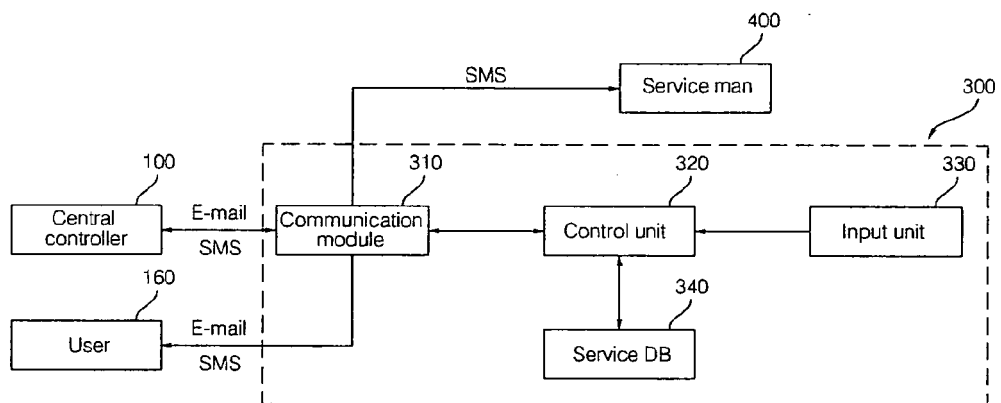 400
SMS
Service man
300
100
310
320
330
Central
controller
E-mail
SMS
Communication
module
Control unit
Input unit
160
340
User
E-mail
SMS
Service DB